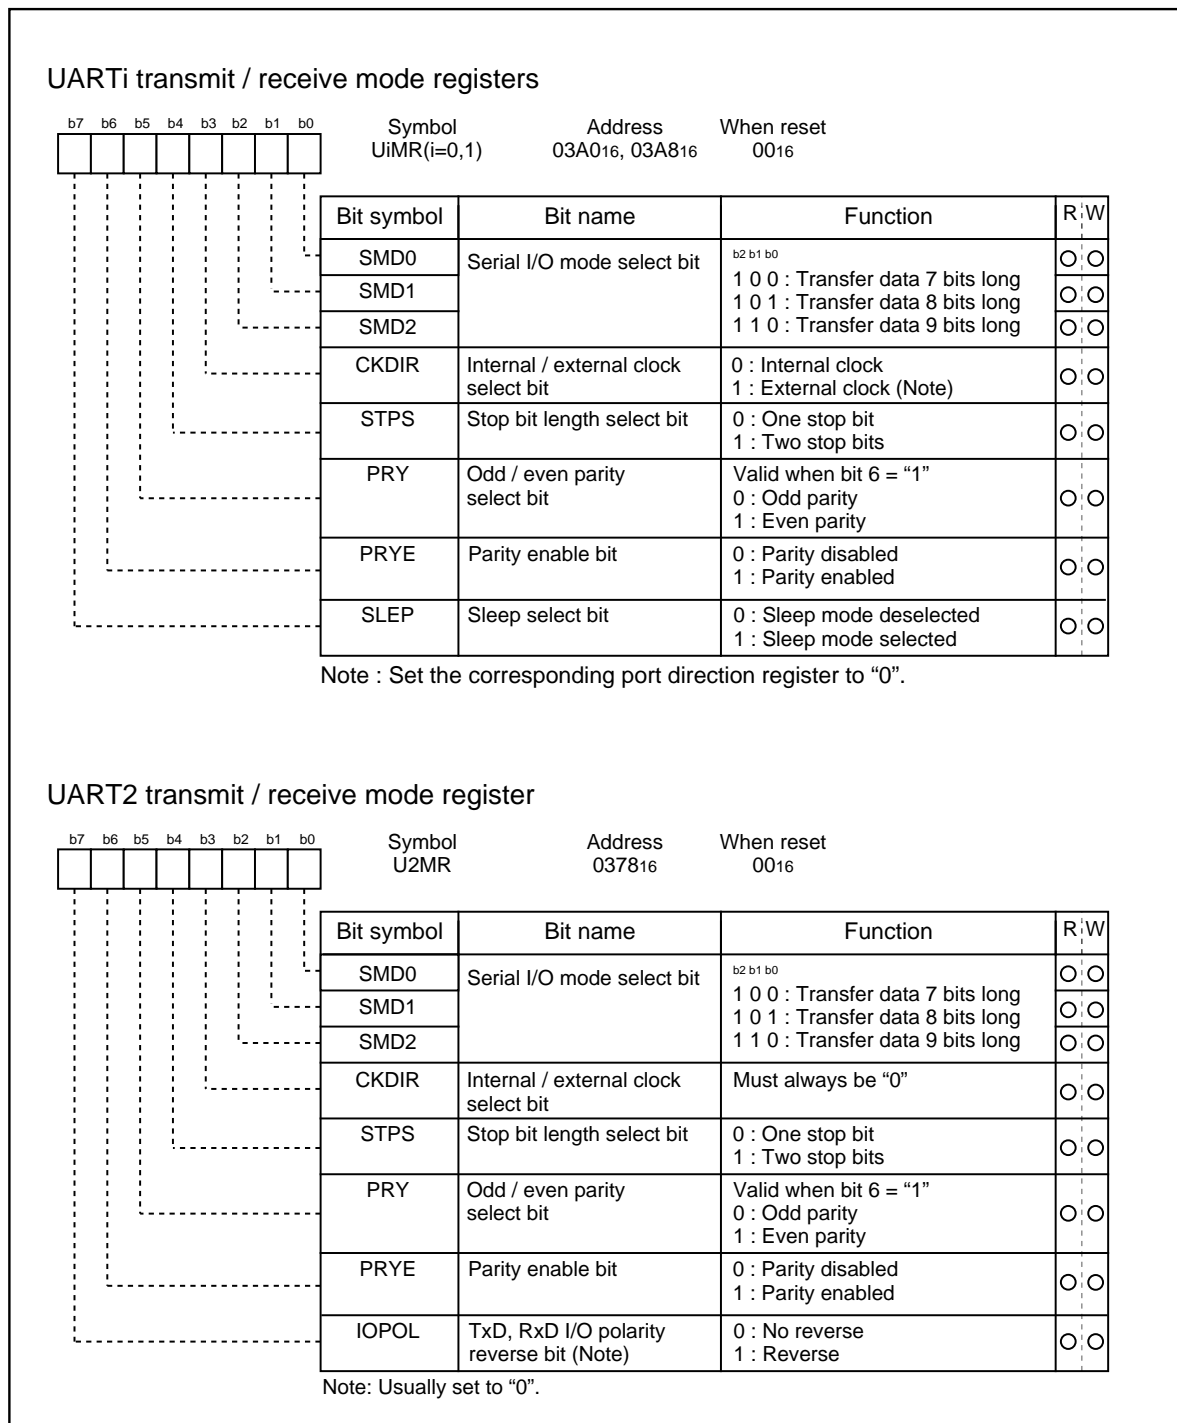 UARTi transmit / receive mode registers
b7 b6 b5 b4 b3 b2 b1 b0
Symbol Address When reset
UiMR(i=0,1) 03A016, 03A816 0016
Bit symbol Bit name Function R W
SMD0 Serial I/O mode select bit b2 b1 b0
1 0 0 : Transfer data 7 bits long
SMD1 1 0 1 : Transfer data 8 bits long
SMD2 1 1 0 : Transfer data 9 bits long
CKDIR Internal / external clock 0 : Internal clock
select bit 1 : External clock (Note)
STPS Stop bit length select bit 0 : One stop bit
1 : Two stop bits
PRY Odd / even parity Valid when bit 6 = “1”
select bit 0 : Odd parity
1 : Even parity
PRYE Parity enable bit 0 : Parity disabled
1 : Parity enabled
SLEP Sleep select bit 0 : Sleep mode deselected
1 : Sleep mode selected
Note : Set the corresponding port direction register to “0”.
UART2 transmit / receive mode register
b7 b6 b5 b4 b3 b2 b1 b0
Symbol Address When reset
U2MR 037816 0016
Bit symbol Bit name Function R W
SMD0 Serial I/O mode select bit b2 b1 b0
1 0 0 : Transfer data 7 bits long
SMD1 1 0 1 : Transfer data 8 bits long
SMD2 1 1 0 : Transfer data 9 bits long
CKDIR Internal / external clock Must always be “0”
select bit
STPS Stop bit length select bit 0 : One stop bit
1 : Two stop bits
PRY Odd / even parity Valid when bit 6 = “1”
select bit 0 : Odd parity
1 : Even parity
PRYE Parity enable bit 0 : Parity disabled
1 : Parity enabled
IOPOL TxD, RxD I/O polarity 0 : No reverse
reverse bit (Note) 1 : Reverse
Note: Usually set to “0”.